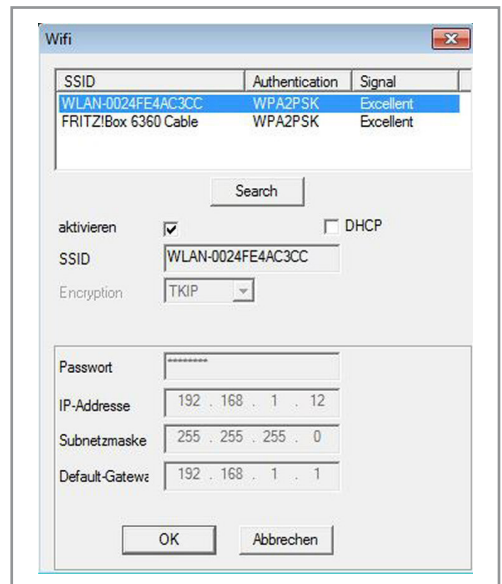 Wifi
SSID Authentication Signal
WLAN-0024FE4AC3CC WPA2PSK Excellent
FRITZ!Box 6360 Cable WPA2PSK Excellent
Search
aktivieren DHCP
SSID WLAN-0024FE4AC3CC
Encryption TKIP
Passwort ********
IP-Addresse 192 . 168 . 1 . 12
Subnetzmaske 255 . 255 . 255 . 0
Default-Gatewa 192 . 168 . 1 . 1
OK Abbrechen